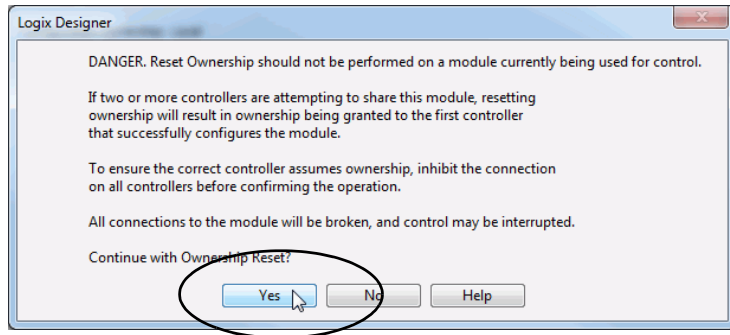 Logix Designer
DANGER. Reset Ownership should not be performed on a module currently being used for control.
If two or more controllers are attempting to share this module, resetting
ownership will result in ownership being granted to the first controller
that successfully configures the module.
To ensure the correct controller assumes ownership, inhibit the connection
on all controllers before confirming the operation.
All connections to the module will be broken, and control may be interrupted.
Continue with Ownership Reset?
Yes No Help